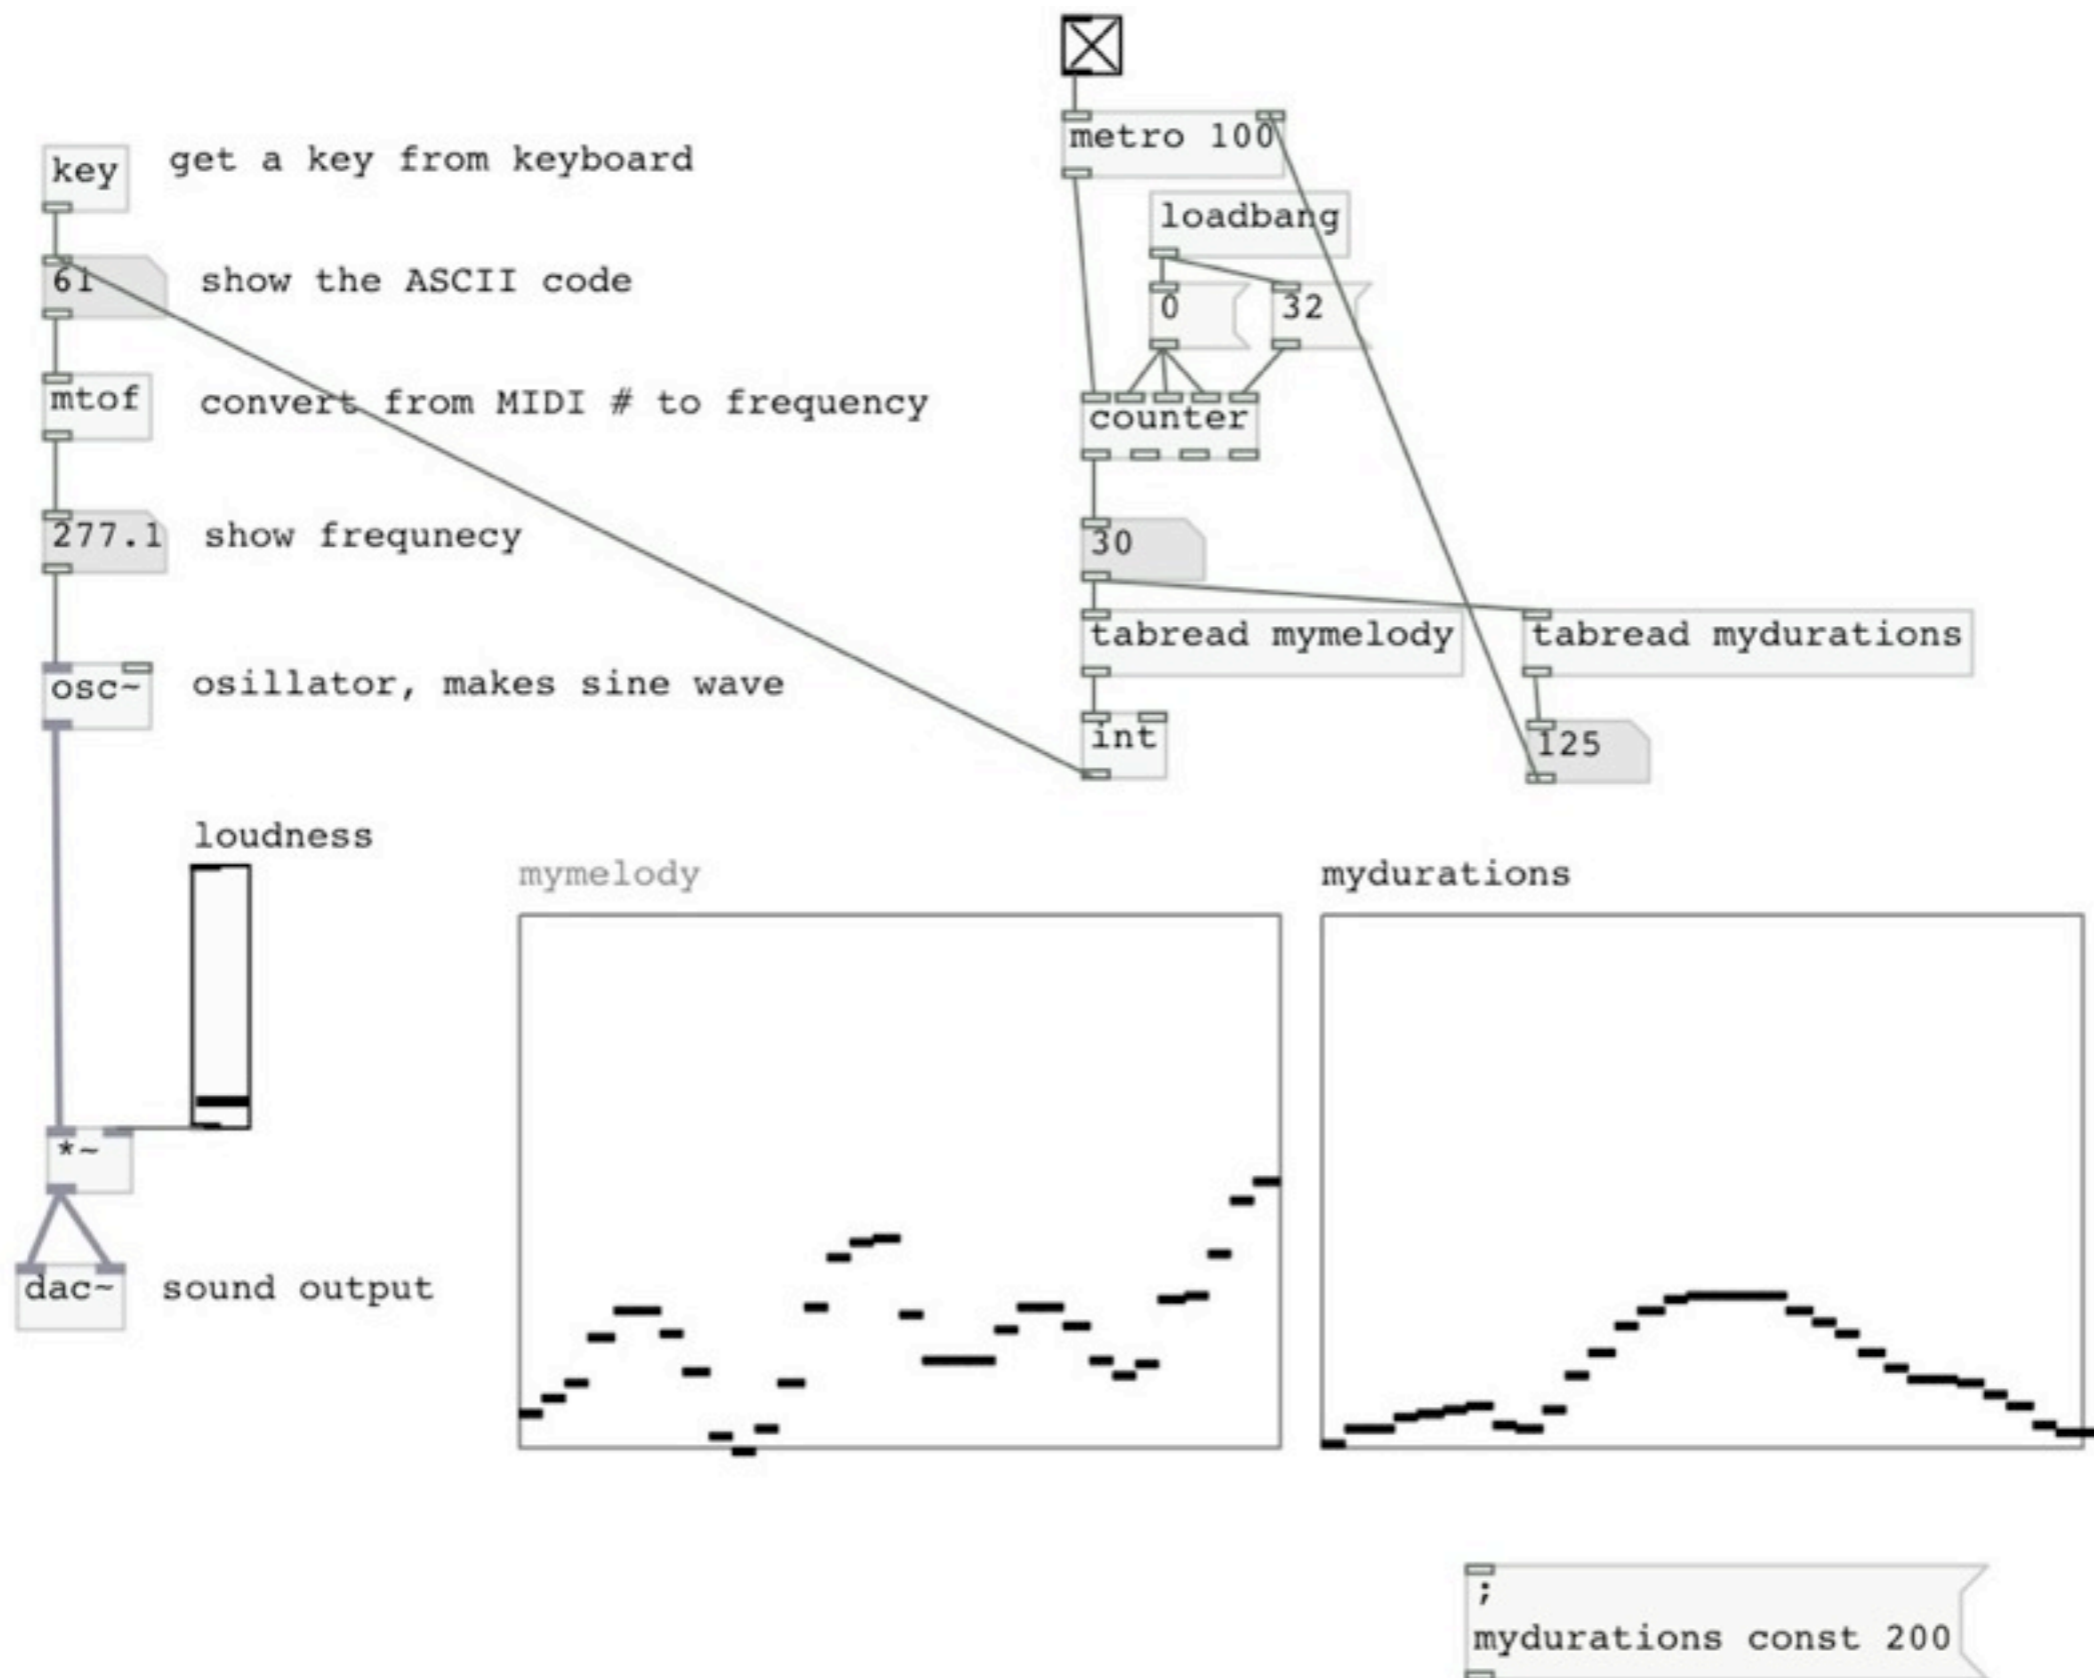 key
get a key from keyboard
61
show the ASCII code
mtof
convert from MIDI # to frequency
277.1
show frequnecy
osc~
osillator, makes sine wave
loudness
*~
dac~
sound output
metro 100
loadbang
0
32
counter
30
tabread mymelody
tabread mydurations
int
125
mymelody
mydurations
;
mydurations const 200